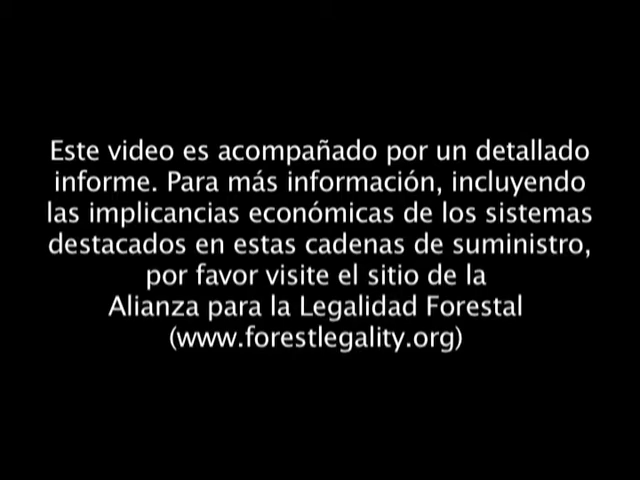 Este video es acompañado por un detallado
informe. Para más información, incluyendo
las implicancias económicas de los sistemas
destacados en estas cadenas de suministro,
por favor visite el sitio de la
Alianza para la Legalidad Forestal
(www.forestlegality.org)